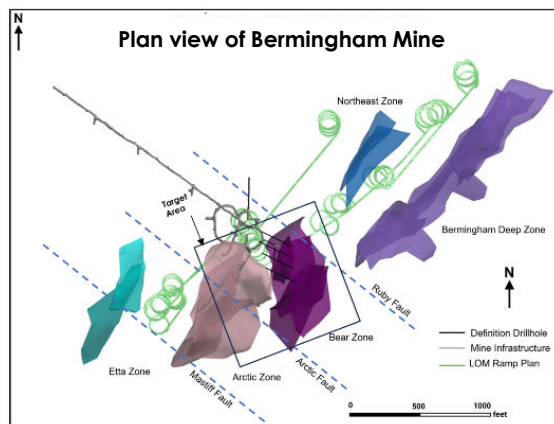 N
Plan view of Bermingham Mine
Northeast Zone
Target
Area
Bermingham Deep Zone
N
Ruby Fault
Definition Drillhole
Mine Infrastructure
LOM Ramp Plan
Bear Zone
Etta Zone
Arctic Zone
Arctic Fault
Mastiff Fault
0 500 1000
feet